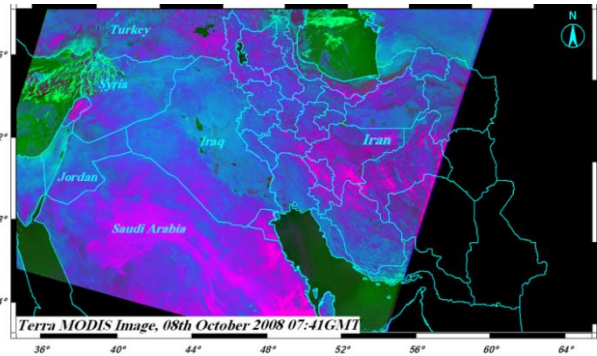 N
Turkey
Syria
Iraq
Iran
Jordan
Saudi Arabia
Terra MODIS Image, 08th October 2008 07:41GMT
36° 40° 44° 48° 52° 56° 60° 64°